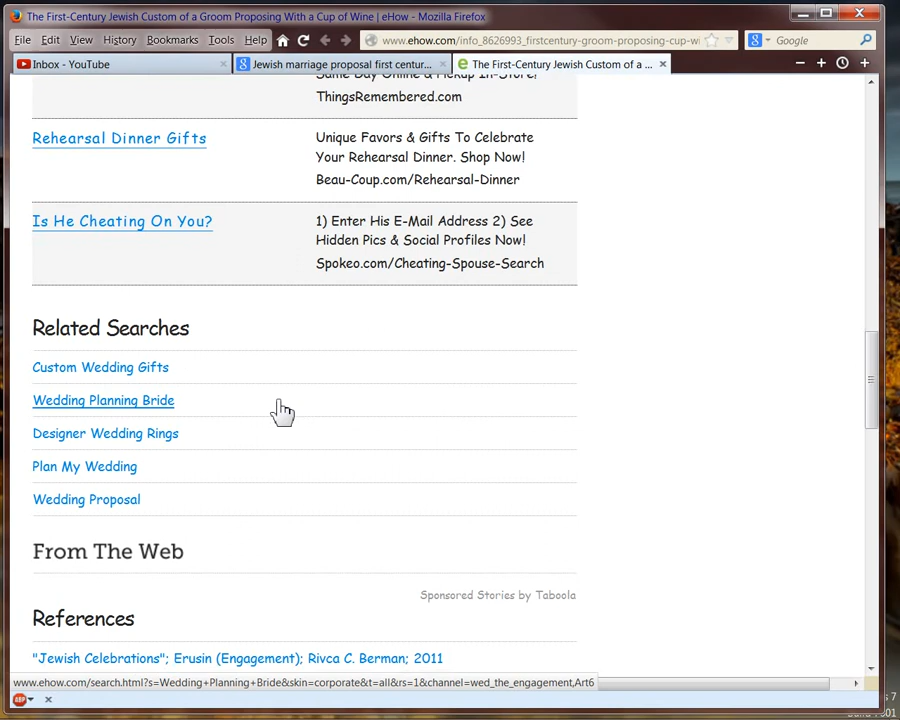 The First-Century Jewish Custom of a Groom Proposing With a Cup of Wine | eHow - Mozilla Firefox
File Edit View History Bookmarks Tools Help
www.ehow.com/info_8626993_firstcentury-groom-proposing-cup-wi
Google
Inbox - YouTube
Jewish marriage proposal first centur...
The First-Century Jewish Custom of a ...
Same Day Online & Pickup In-Store!
ThingsRemembered.com
Rehearsal Dinner Gifts
Unique Favors & Gifts To Celebrate
Your Rehearsal Dinner. Shop Now!
Beau-Coup.com/Rehearsal-Dinner
Is He Cheating On You?
1) Enter His E-Mail Address 2) See
Hidden Pics & Social Profiles Now!
Spokeo.com/Cheating-Spouse-Search
Related Searches
Custom Wedding Gifts
Wedding Planning Bride
Designer Wedding Rings
Plan My Wedding
Wedding Proposal
From The Web
Sponsored Stories by Taboola
References
"Jewish Celebrations"; Erusin (Engagement); Rivca C. Berman; 2011
www.ehow.com/search.html?s=Wedding+Planning+Bride&skin=corporate&t=all&rs=1&channel=wed_the_engagement,Art6
ABP